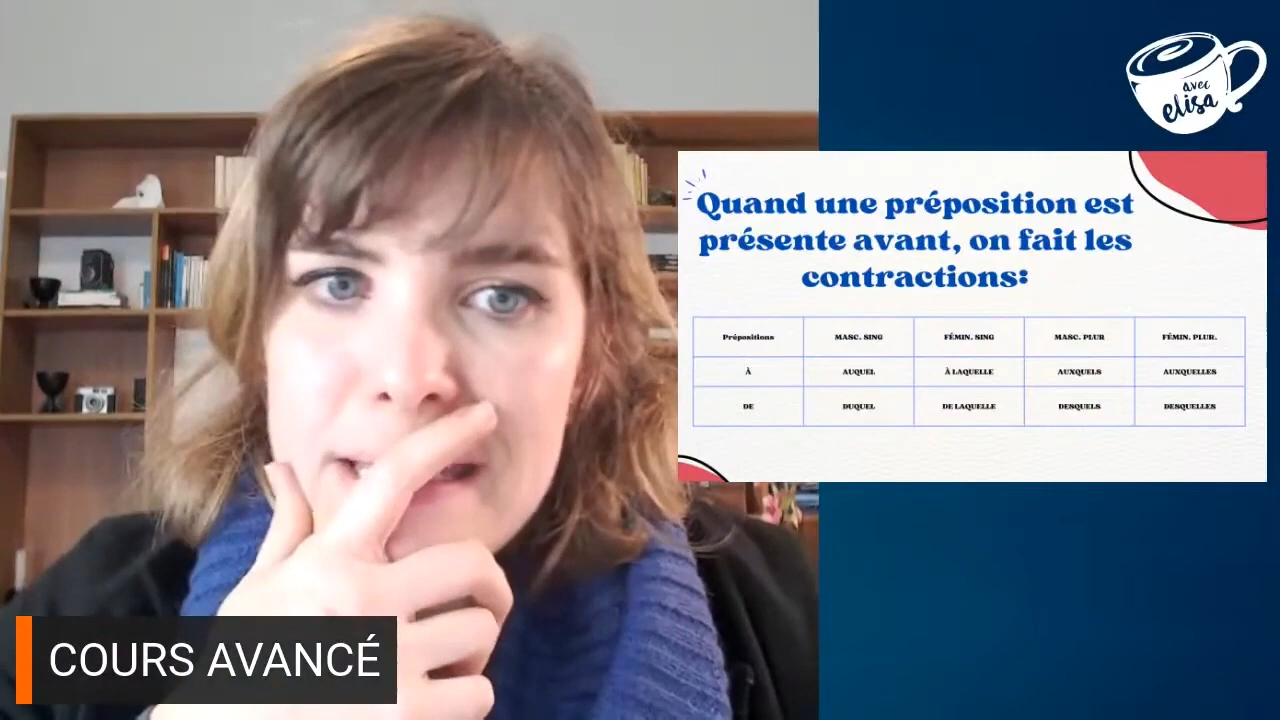 avec
elisa
Quand une préposition est
présente avant, on fait les
contractions:
Prépositions MASC. SING FÉMIN. SING MASC. PLUR FÉMIN. PLUR.
À AUQUEL À LAQUELLE AUXQUELS AUXQUELLES
DE DUQUEL DE LAQUELLE DESQUELS DESQUELLES
COURS AVANCÉ